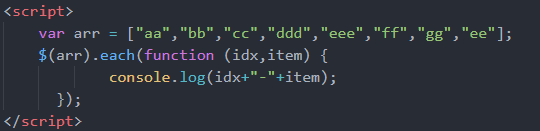 <script>
var arr = ["aa","bb","cc","ddd","eee","ff","gg","ee"];
$(arr).each(function (idx,item) {
console.log(idx+"-"+item);
});
</script>